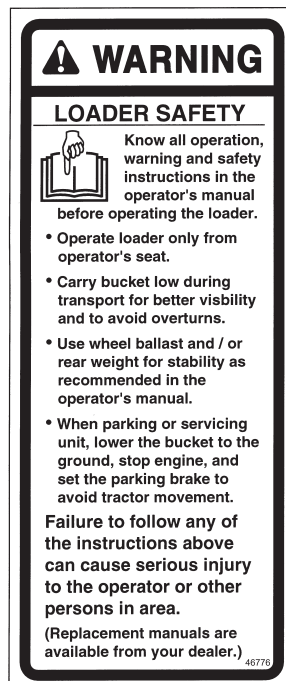 WARNING
LOADER SAFETY
Know all operation,
warning and safety
instructions in the
operator's manual
before operating the loader.
• Operate loader only from
operator's seat.
• Carry bucket low during
transport for better visbility
and to avoid overturns.
• Use wheel ballast and / or
rear weight for stability as
recommended in the
operator's manual.
• When parking or servicing
unit, lower the bucket to the
ground, stop engine, and
set the parking brake to
avoid tractor movement.
Failure to follow any of
the instructions above
can cause serious injury
to the operator or other
persons in area.
(Replacement manuals are
available from your dealer.)
46776